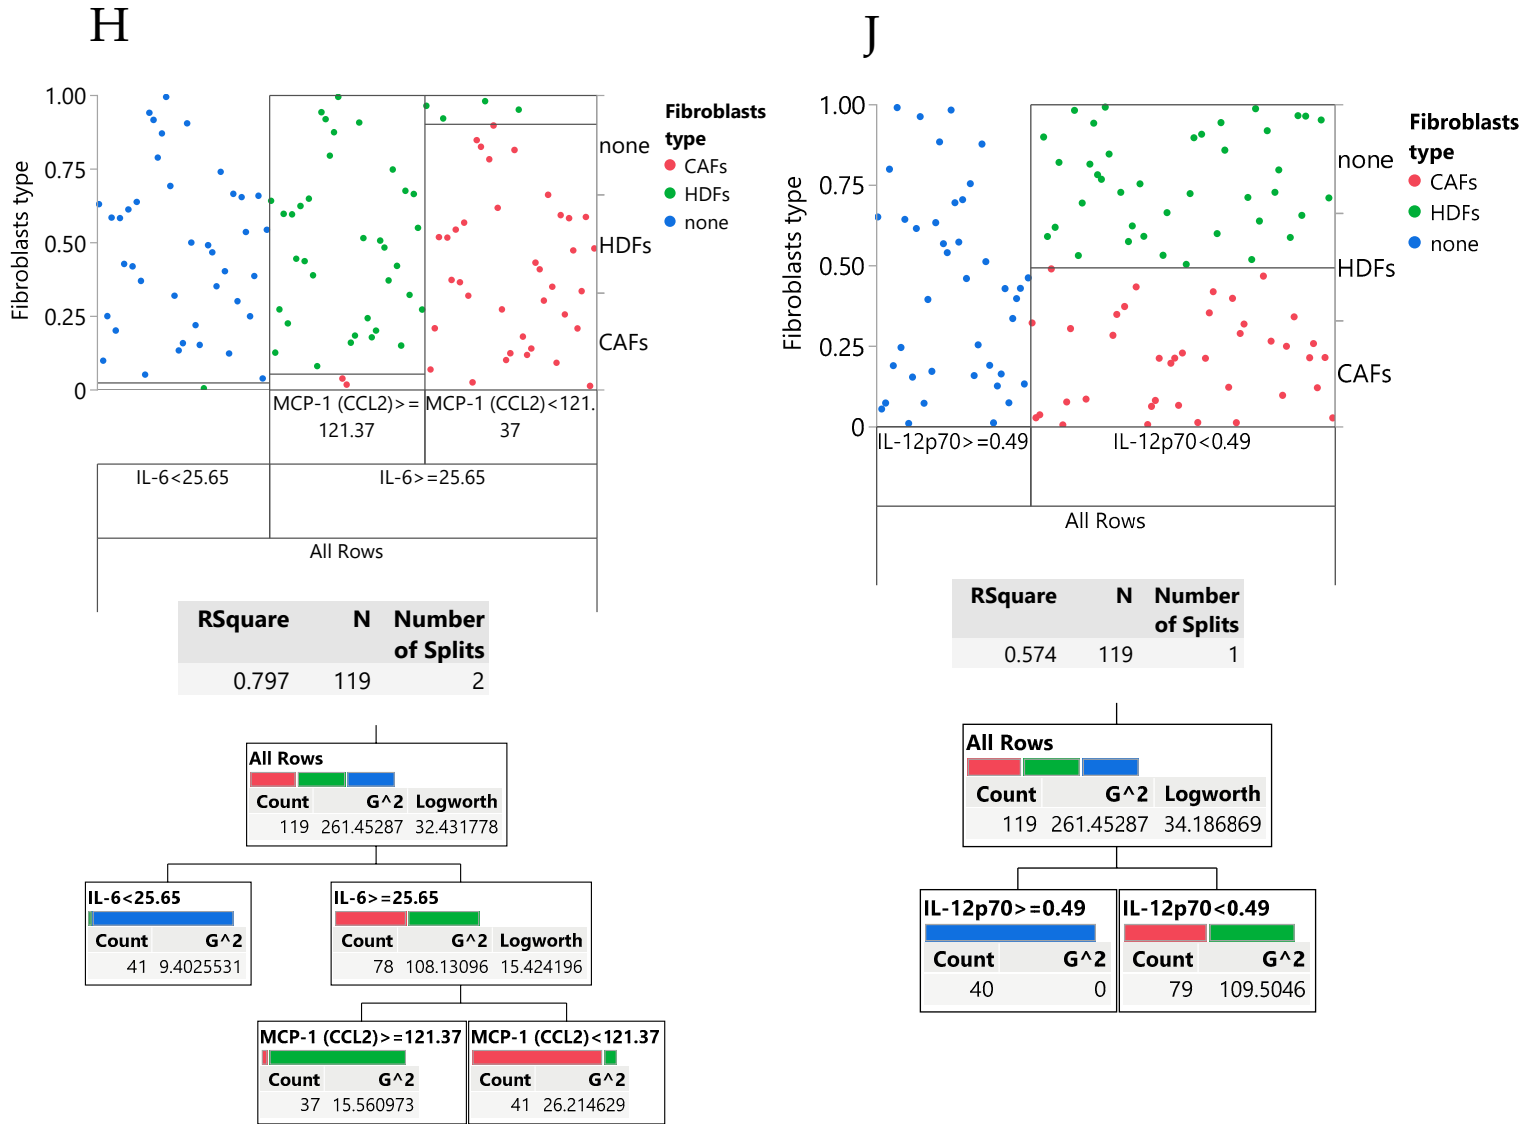 H
1.00
0.75
0.50
0.25
0
Fibroblasts type
none
HDFs
CAFs
Fibroblasts
type
CAFs
HDFs
none
MCP-1 (CCL2)>=
121.37
MCP-1 (CCL2)<121.
37
IL-6<25.65
IL-6>=25.65
All Rows
RSquare N Number
of Splits
0.797 119 2
All Rows
Count G^2 Logworth
119 261.45287 32.431778
IL-6<25.65
Count G^2
41 9.4025531
IL-6>=25.65
Count G^2 Logworth
78 108.13096 15.424196
MCP-1 (CCL2)>=121.37
Count G^2
37 15.560973
MCP-1 (CCL2)<121.37
Count G^2
41 26.214629
J
1.00
0.75
0.50
0.25
0
Fibroblasts type
none
HDFs
CAFs
Fibroblasts
type
CAFs
HDFs
none
IL-12p70>=0.49
IL-12p70<0.49
All Rows
RSquare N Number
of Splits
0.574 119 1
All Rows
Count G^2 Logworth
119 261.45287 34.186869
IL-12p70>=0.49
Count G^2
40 0
IL-12p70<0.49
Count G^2
79 109.5046